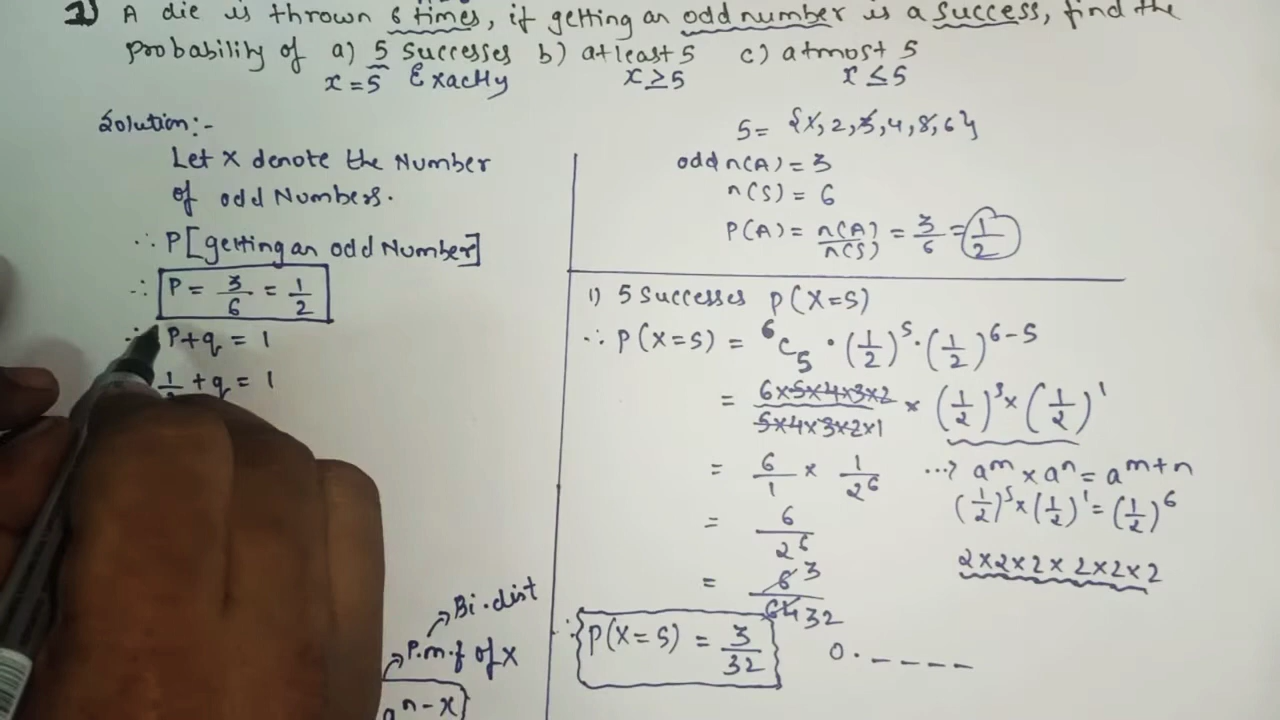 1) A die is thrown 6 times, if getting an odd number is a success, find the
probability of a) 5 Successes b) atleast 5 c) atmost 5
x = 5 Exactly x ≥ 5 x ≤ 5
Solution:-
Let X denote the Number
of odd Numbers.
∴ P[getting an odd Number]
∴ P = 3/6 = 1/2
∴ P+q = 1
1/2 + q = 1
Bi.dist
P.m.f of X
q^n-x
S = {1, 2, 3, 4, 5, 6}
odd n(A) = 3
n(S) = 6
P(A) = n(A)/n(S) = 3/6 = 1/2
1) 5 Successes P(X=5)
∴ P(X=5) = ⁶C₅ · (1/2)⁵ · (1/2)⁶⁻⁵
= 6×5×4×3×2/5×4×3×2×1 × (1/2)⁵ × (1/2)¹
= 6/1 × 1/2⁶ ...? aᵐ × aⁿ = aᵐ⁺ⁿ
(1/2)⁵ × (1/2)¹ = (1/2)⁶
= 6/2⁶
2×2×2×2×2×2
= 6 3/64 32
∴ P(X=5) = 3/32 0. _ _ _ _